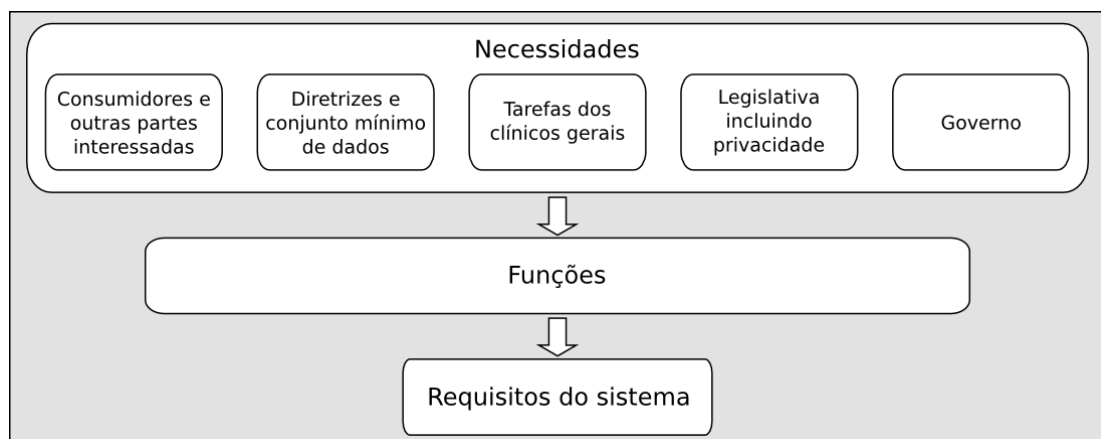 Necessidades
Consumidores e
outras partes
interessadas
Diretrizes e
conjunto mínimo
de dados
Tarefas dos
clínicos gerais
Legislativa
incluindo
privacidade
Governo
Funções
Requisitos do sistema